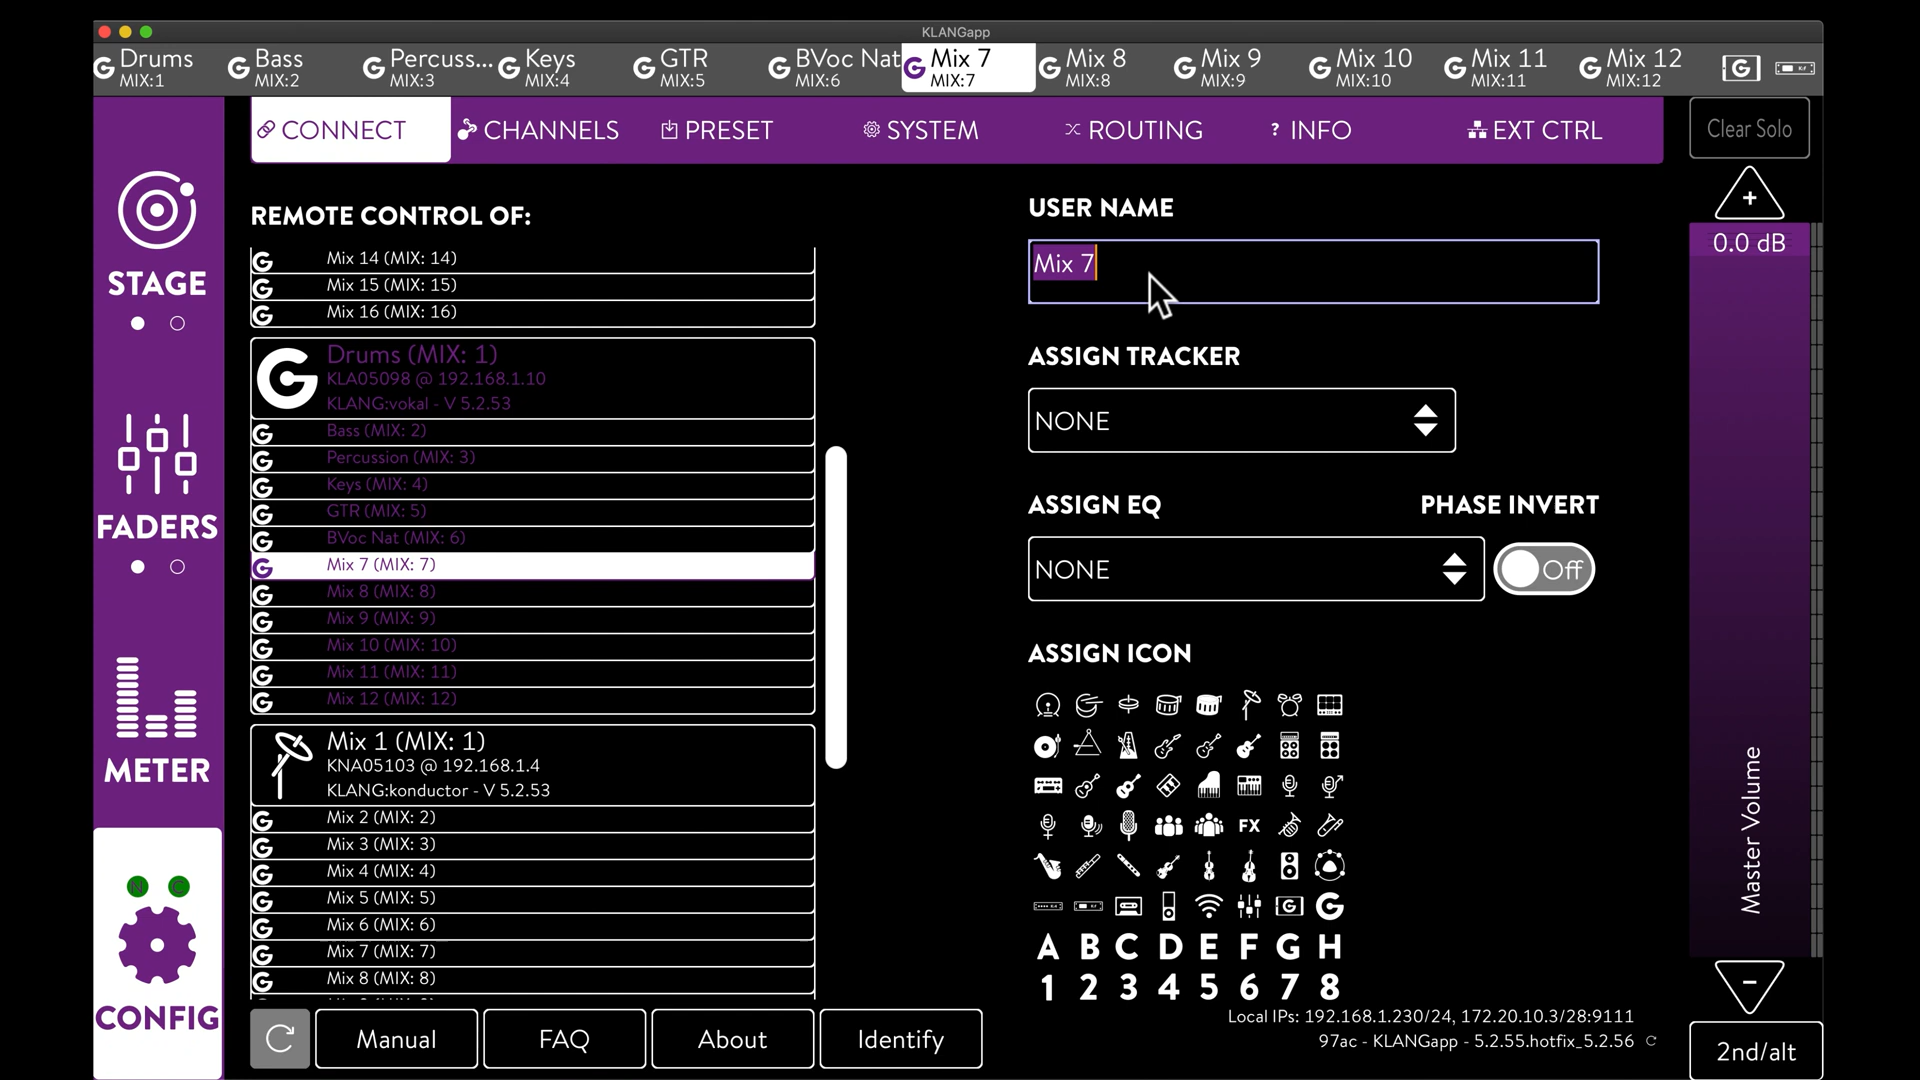 KLANGapp
Drums
MIX:1
Bass
MIX:2
Percuss...
MIX:3
Keys
MIX:4
GTR
MIX:5
BVoc Nat
MIX:6
Mix 7
MIX:7
Mix 8
MIX:8
Mix 9
MIX:9
Mix 10
MIX:10
Mix 11
MIX:11
Mix 12
MIX:12
CONNECT
CHANNELS
PRESET
SYSTEM
ROUTING
? INFO
EXT CTRL
Clear Solo
STAGE
FADERS
METER
N C
CONFIG
REMOTE CONTROL OF:
Mix 14 (MIX: 14)
Mix 15 (MIX: 15)
Mix 16 (MIX: 16)
Drums (MIX: 1)
KLA05098 @ 192.168.1.10
KLANG:vokal - V 5.2.53
Bass (MIX: 2)
Percussion (MIX: 3)
Keys (MIX: 4)
GTR (MIX: 5)
BVoc Nat (MIX: 6)
Mix 7 (MIX: 7)
Mix 8 (MIX: 8)
Mix 9 (MIX: 9)
Mix 10 (MIX: 10)
Mix 11 (MIX: 11)
Mix 12 (MIX: 12)
Mix 1 (MIX: 1)
KNA05103 @ 192.168.1.4
KLANG:konductor - V 5.2.53
Mix 2 (MIX: 2)
Mix 3 (MIX: 3)
Mix 4 (MIX: 4)
Mix 5 (MIX: 5)
Mix 6 (MIX: 6)
Mix 7 (MIX: 7)
Mix 8 (MIX: 8)
Manual
FAQ
About
Identify
USER NAME
Mix 7
ASSIGN TRACKER
NONE
ASSIGN EQ
PHASE INVERT
NONE
Off
ASSIGN ICON
FX
A B C D E F G H
1 2 3 4 5 6 7 8
Local IPs: 192.168.1.230/24, 172.20.10.3/28:9111
97ac - KLANGapp - 5.2.55.hotfix_5.2.56
+
0.0 dB
Master Volume
-
2nd/alt